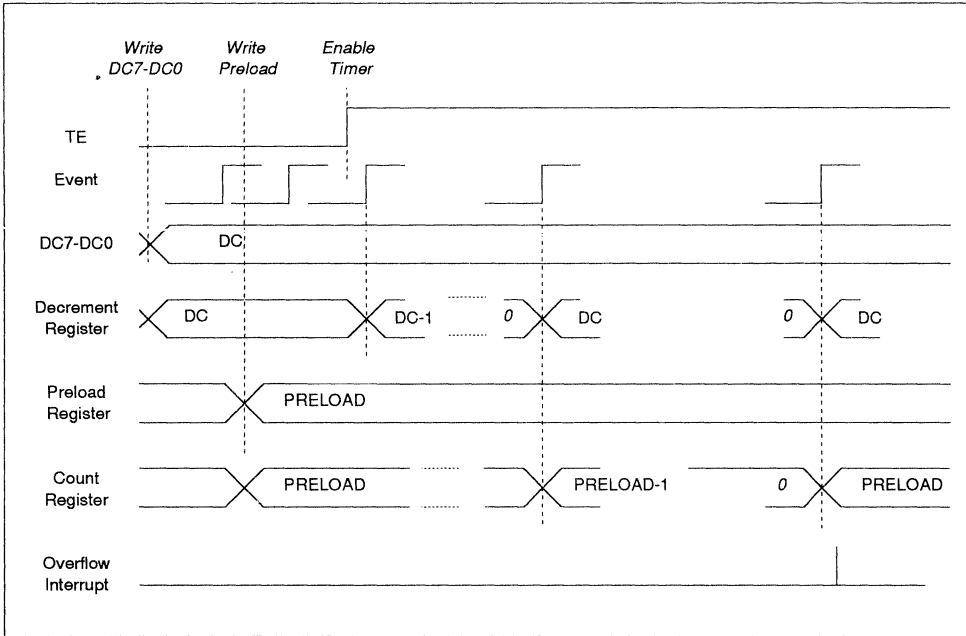 Write Write Enable
DC7-DC0 Preload Timer
TE
Event
DC7-DC0 DC
Decrement
Register
DC DC-1 0 DC 0 DC
Preload
Register
PRELOAD
Count
Register
PRELOAD PRELOAD-1 0 PRELOAD
Overflow
Interrupt